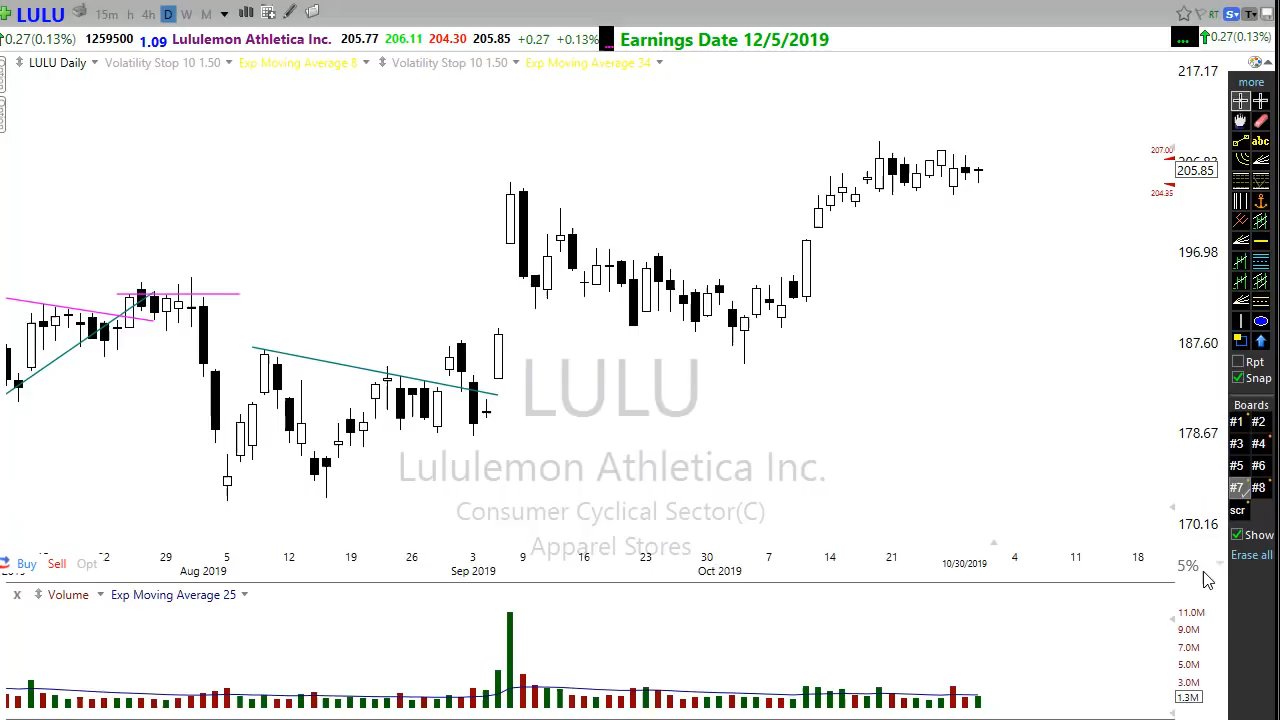 LULU 15m h 4h D W M RT S T
0.27(0.13%) 1259500 1.09 Lululemon Athletica Inc. 205.77 206.11 204.30 205.85 +0.27 +0.13% ... Earnings Date 12/5/2019 ... 0.27(0.13%)
LULU Daily Volatility Stop 10 1.50 Exp Moving Average 8 Volatility Stop 10 1.50 Exp Moving Average 34
217.17
more
abc
207.00
205.85
204.35
196.98
187.60
Rpt
Snap
LULU
Boards
#1 #2
178.67
#3 #4
Lululemon Athletica Inc.
#5 #6
#7 #8
Consumer Cyclical Sector(C)
scr
170.16
Apparel Stores
Show
29 5 12 19 26 3 9 16 23 30 7 14 21 10/30/2019 4 11 18
Erase all
Buy Sell Opt
5%
Aug 2019 Sep 2019 Oct 2019
x Volume Exp Moving Average 25
11.0M
9.0M
7.0M
5.0M
3.0M
1.3M